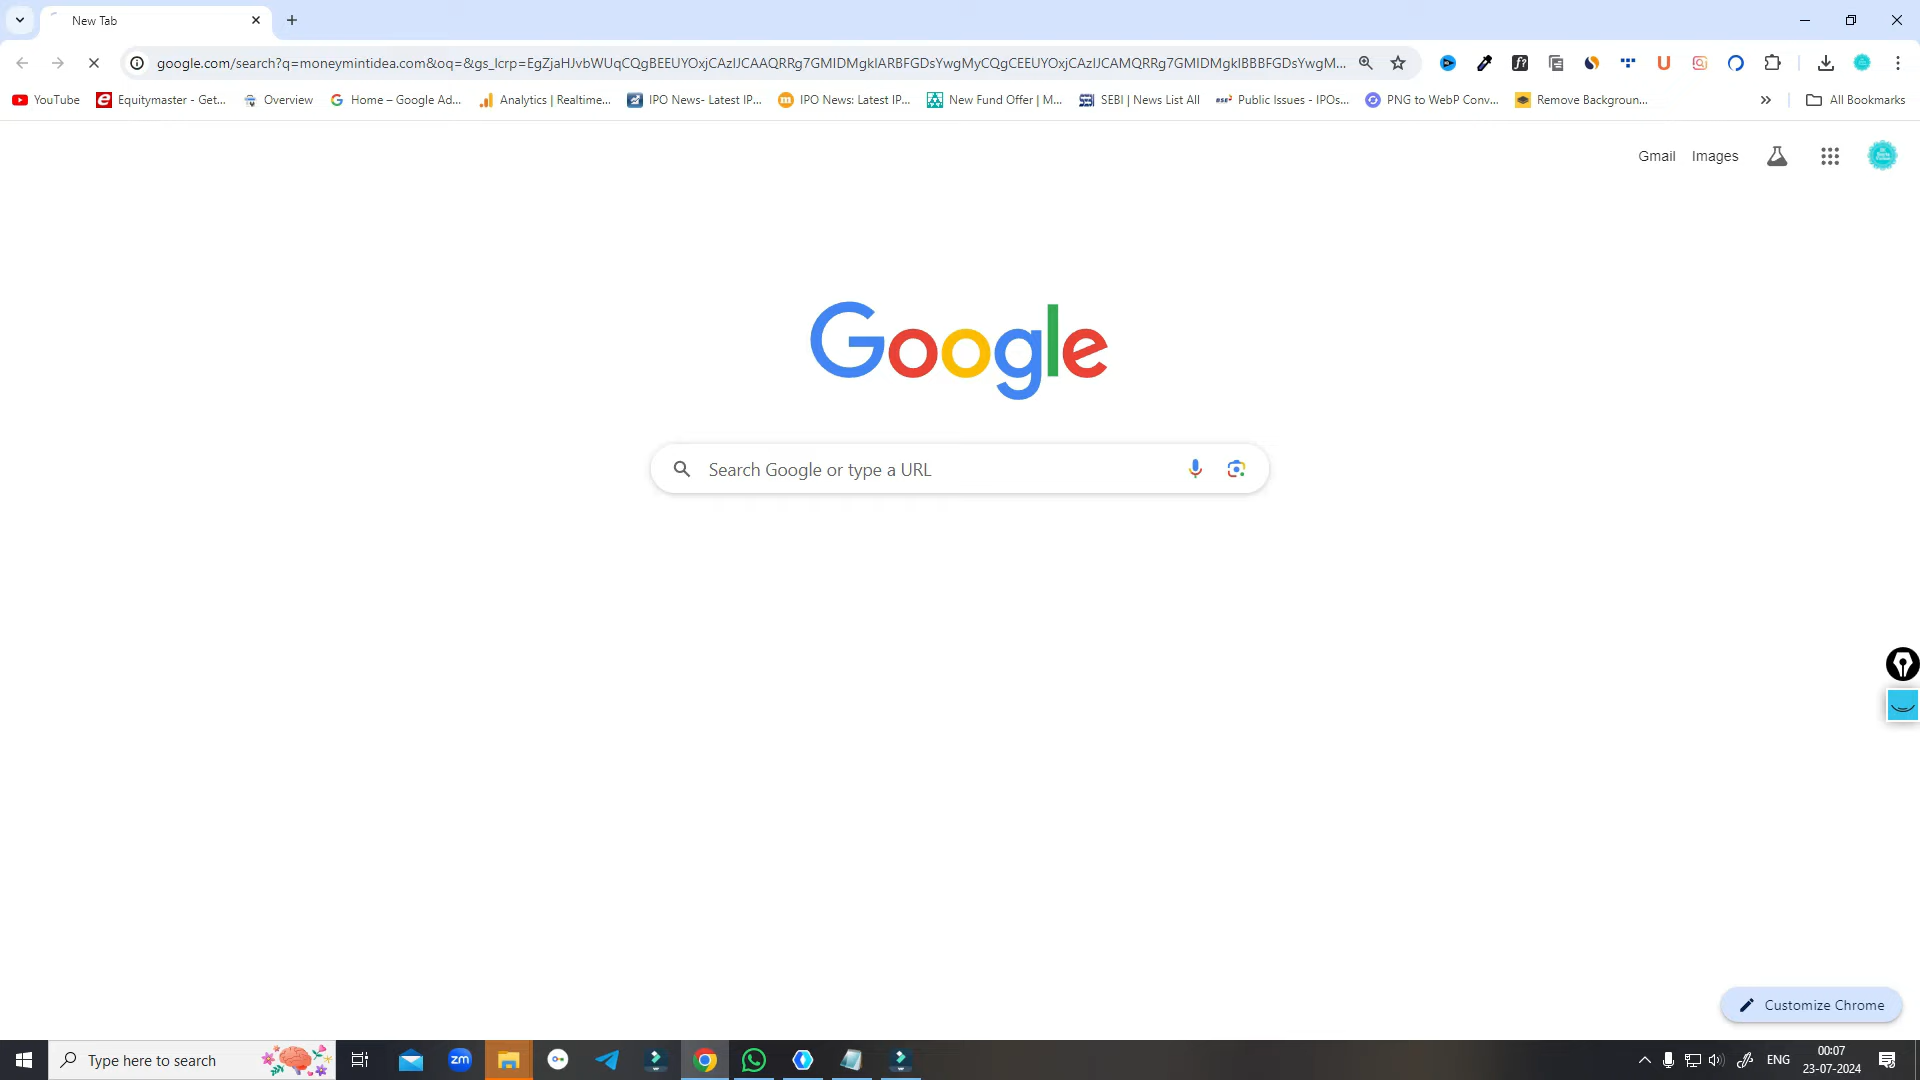 New Tab
google.com/search?q=moneymintidea.com&oq=&gs_lcrp=EgZjaHJvbWUqCQgBEEUYOxjCAzIJCAAQRRg7GMIDMgkIARBFGDsYwgMyCQgCEEUYOxjCAzIJCAMQRRg7GMIDMgkIBBBFGDsYwgM...
YouTube
Equitymaster - Get...
Overview
Home – Google Ad...
Analytics | Realtime...
IPO News- Latest IP...
IPO News: Latest IP...
New Fund Offer | M...
SEBI | News List All
Public Issues - IPOs...
PNG to WebP Conv...
Remove Backgroun...
All Bookmarks
Gmail
Images
Google
Search Google or type a URL
Customize Chrome
Type here to search
zm
ENG
00:07
23-07-2024